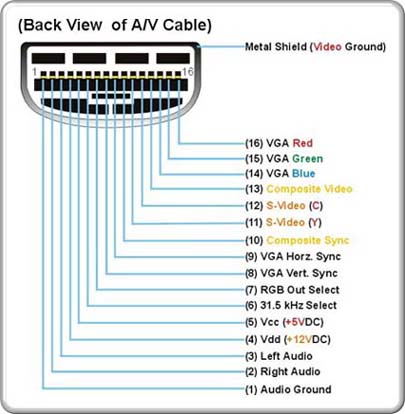 (Back View of A/V Cable)
Metal Shield (Video Ground)
1 16
(16) VGA Red
(15) VGA Green
(14) VGA Blue
(13) Composite Video
(12) S-Video (C)
(11) S-Video (Y)
(10) Composite Sync
(9) VGA Horz. Sync
(8) VGA Vert. Sync
(7) RGB Out Select
(6) 31.5 kHz Select
(5) Vcc (+5VDC)
(4) Vdd (+12VDC)
(3) Left Audio
(2) Right Audio
(1) Audio Ground